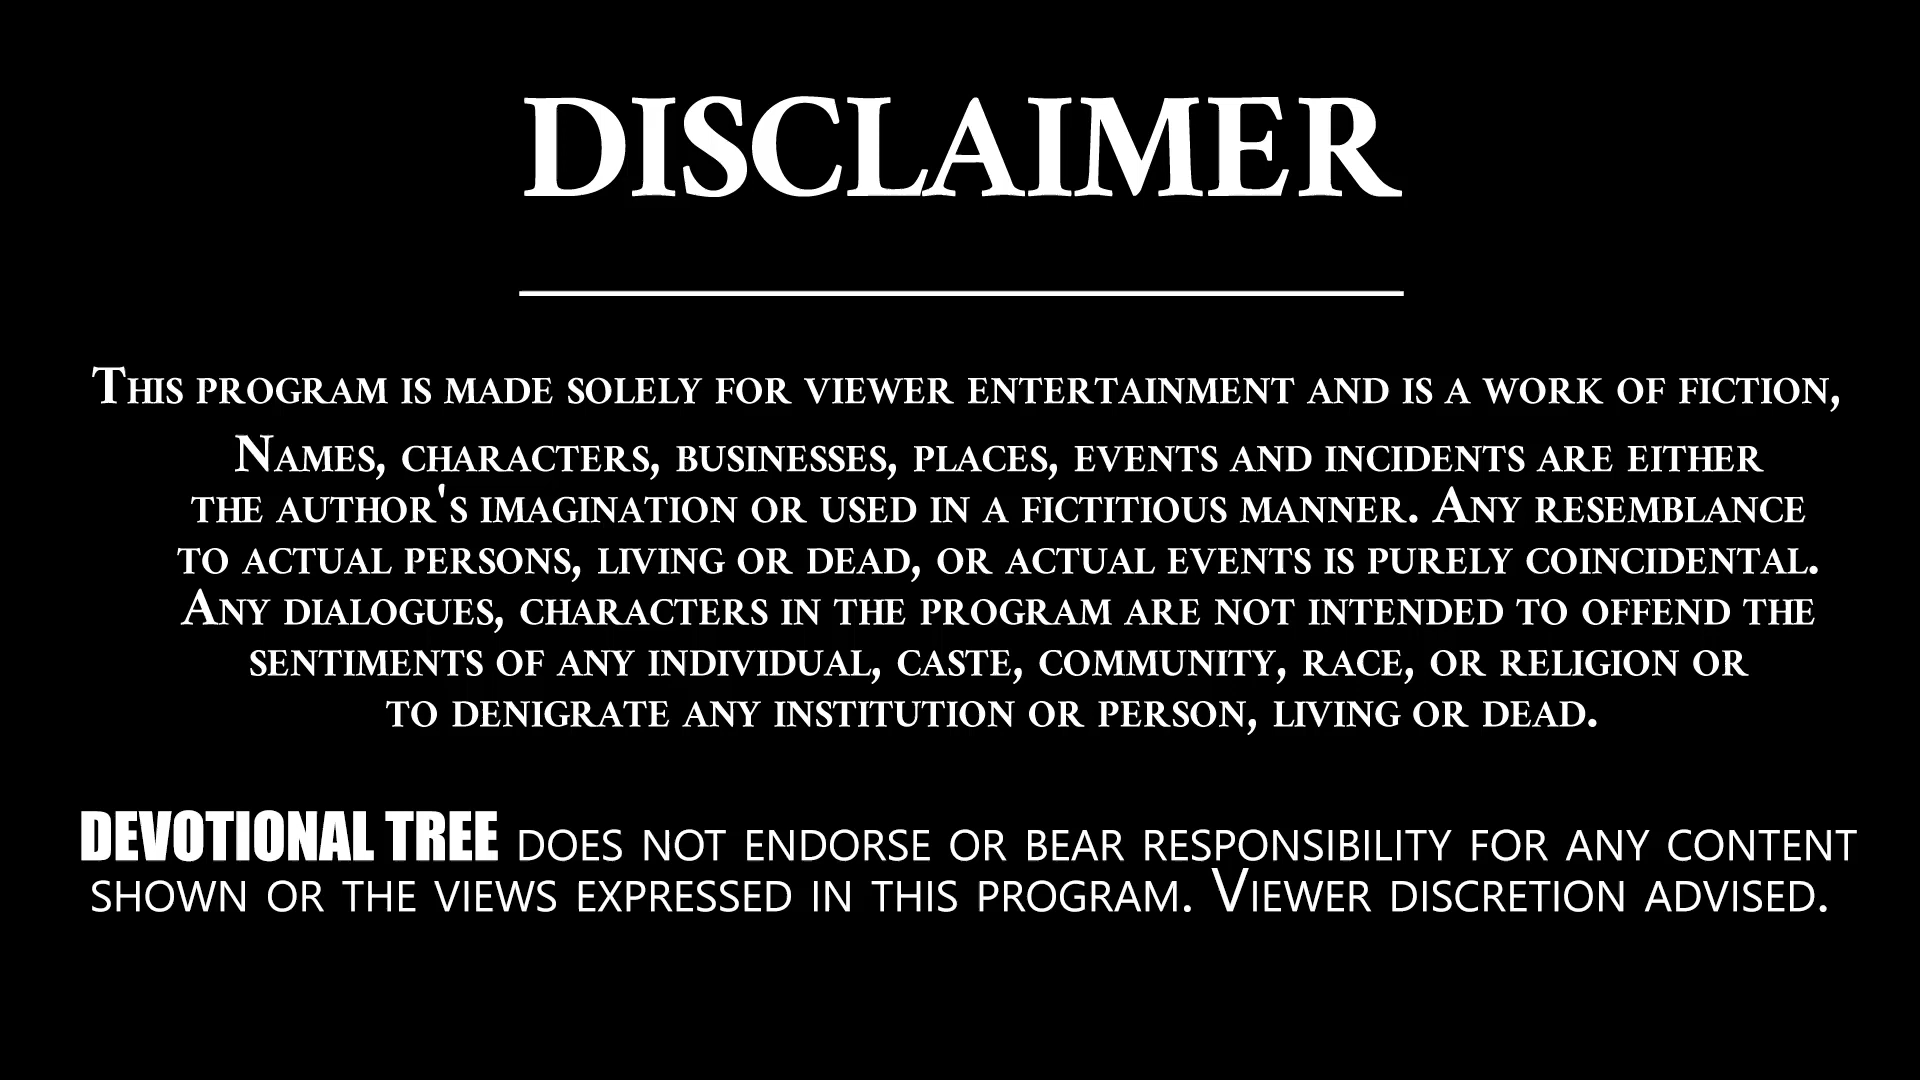 DISCLAIMER
This program is made solely for viewer entertainment and is a work of fiction,
Names, characters, businesses, places, events and incidents are either
the author's imagination or used in a fictitious manner. Any resemblance
to actual persons, living or dead, or actual events is purely coincidental.
Any dialogues, characters in the program are not intended to offend the
sentiments of any individual, caste, community, race, or religion or
to denigrate any institution or person, living or dead.
DEVOTIONAL TREE does not endorse or bear responsibility for any content
shown or the views expressed in this program. Viewer discretion advised.